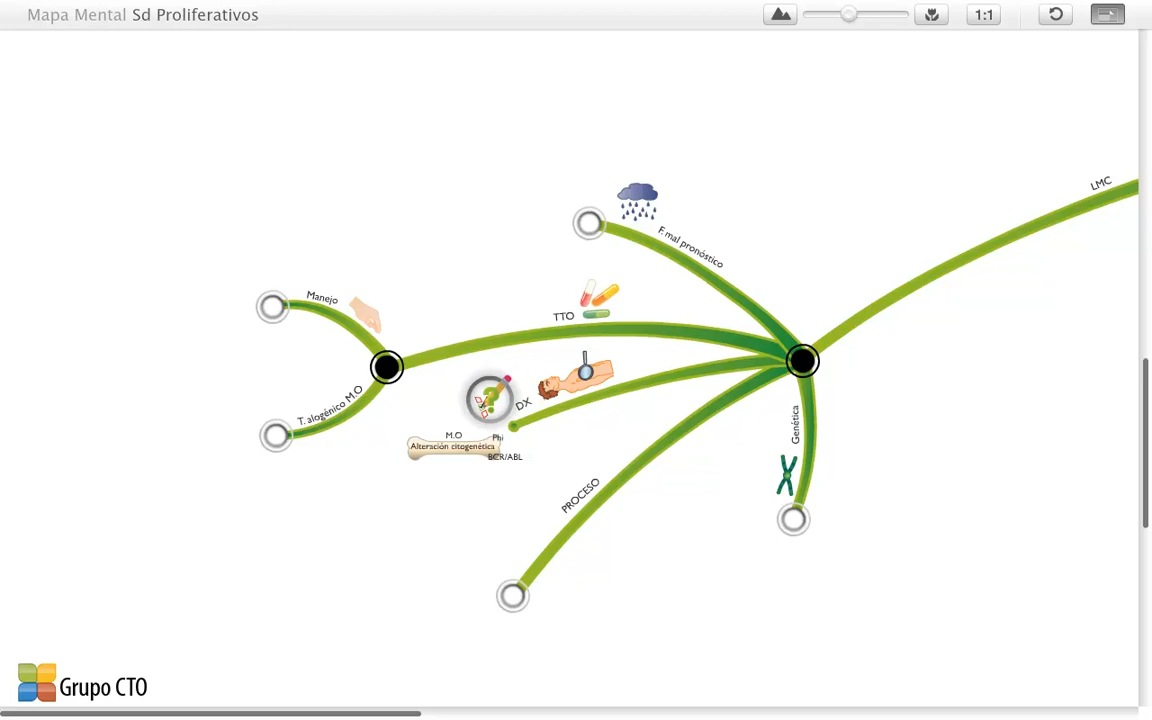 Mapa Mental Sd Proliferativos
1:1
LMC
F. mal pronóstico
Manejo
TTO
T. alogénico M.O
DX
?
M.O
Phi
Alteración citogenética
BCR/ABL
Genética
PROCESO
Grupo CTO